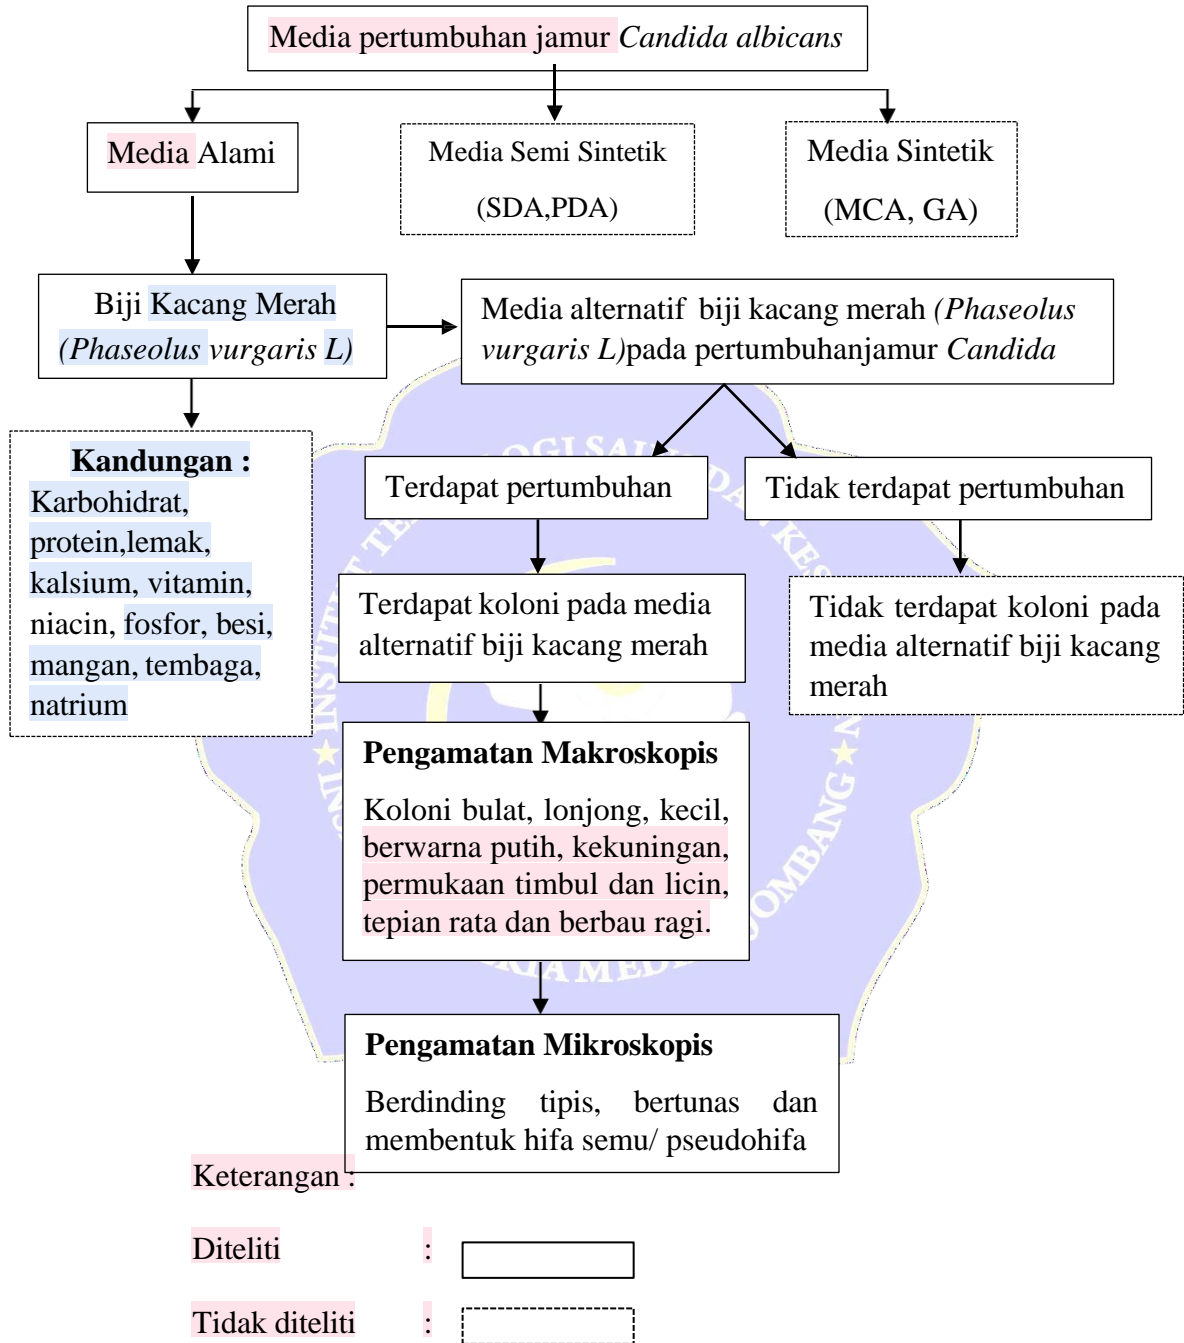 Media pertumbuhan jamur Candida albicans
Media Alami
Media Semi Sintetik
(SDA,PDA)
Media Sintetik
(MCA, GA)
Biji Kacang Merah
(Phaseolus vurgaris L)
Media alternatif biji kacang merah (Phaseolus
vurgaris L)pada pertumbuhanjamur Candida
Kandungan :
Karbohidrat,
protein,lemak,
kalsium, vitamin,
niacin, fosfor, besi,
mangan, tembaga,
natrium
Terdapat pertumbuhan
Tidak terdapat pertumbuhan
Terdapat koloni pada media
alternatif biji kacang merah
Tidak terdapat koloni pada
media alternatif biji kacang
merah
Pengamatan Makroskopis
Koloni bulat, lonjong, kecil,
berwarna putih, kekuningan,
permukaan timbul dan licin,
tepian rata dan berbau ragi.
Pengamatan Mikroskopis
Berdinding tipis, bertunas dan
membentuk hifa semu/ pseudohifa
Keterangan :
Diteliti :
Tidak diteliti :